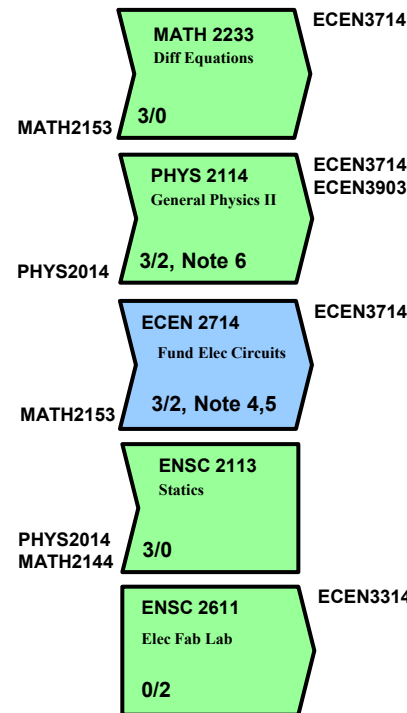 ECEN3714
MATH 2233
Diff Equations
3/0
MATH2153
PHYS 2114
General Physics II
3/2, Note 6
ECEN3714
ECEN3903
PHYS2014
ECEN 2714
Fund Elec Circuits
3/2, Note 4,5
ECEN3714
MATH2153
ENSC 2113
Statics
3/0
PHYS2014
MATH2144
ENSC 2611
Elec Fab Lab
0/2
ECEN3314